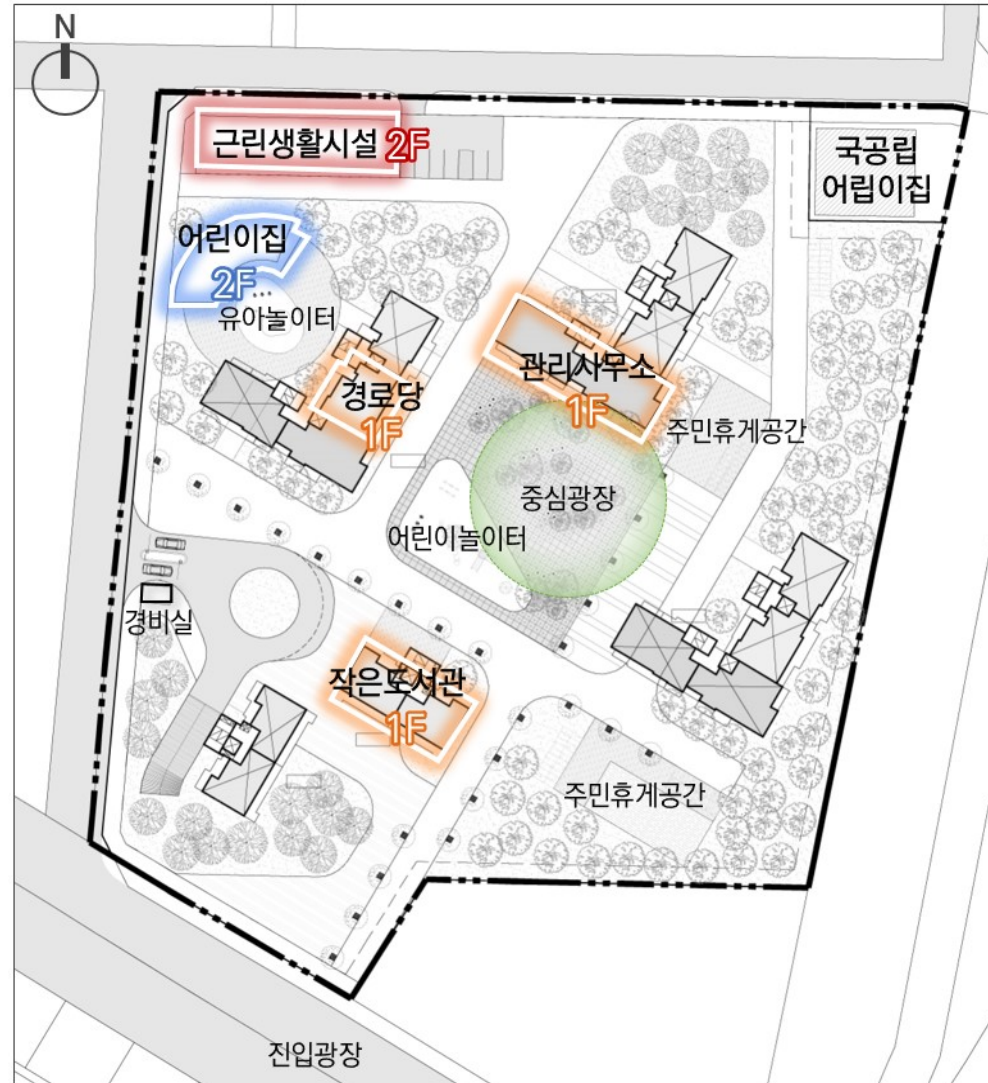 N
근린생활시설 2F
국공립
어립이집
어린이집
2F
유아놀이터
경로당
1F
관리사무소
1F
주민휴게공간
중심광장
어린이놀이터
경비실
작은도서관
1F
주민휴게공간
진입광장